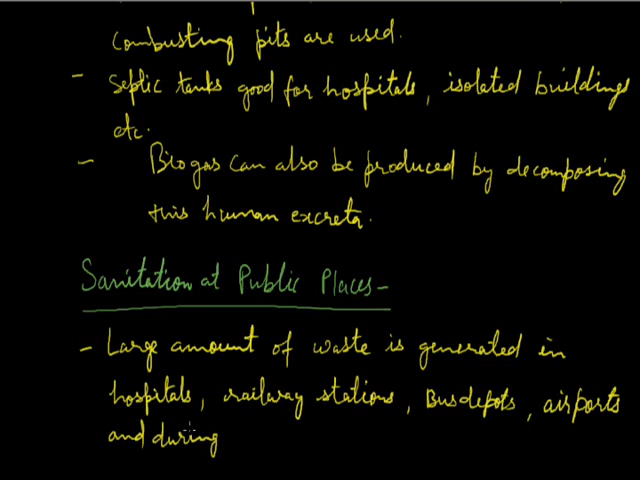 combusting pits are used.
- Septic tanks good for hospitals, isolated buildings
etc.
- Biogas can also be produced by decomposing
this human excreta.
Sanitation at Public Places -
- Large amount of waste is generated in
hospitals, railway stations, Busdepots, airports
and during